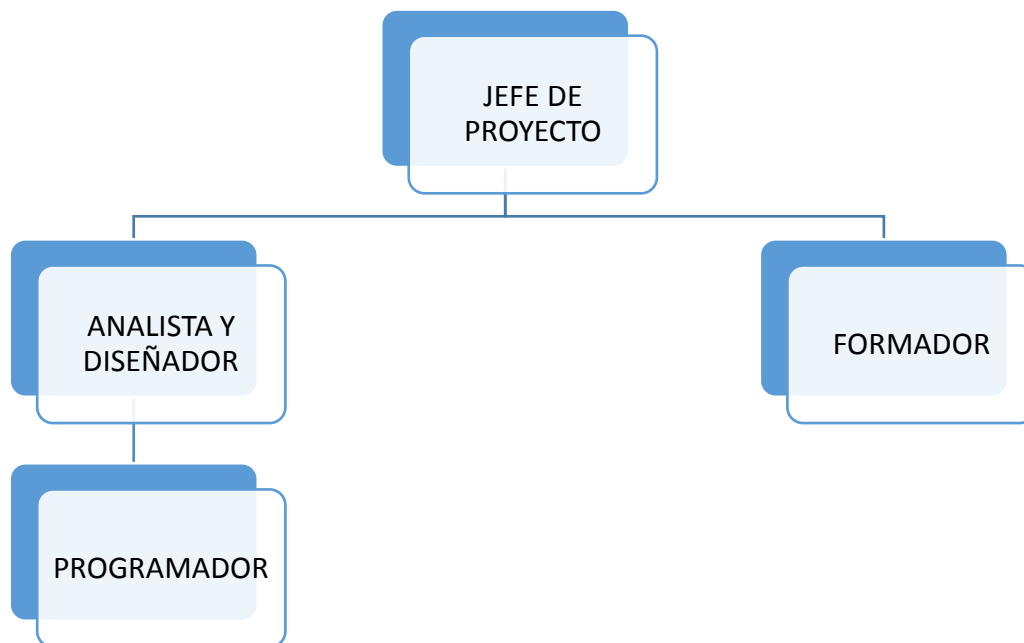 JEFE DE
PROYECTO
ANALISTA Y
DISEÑADOR
FORMADOR
PROGRAMADOR